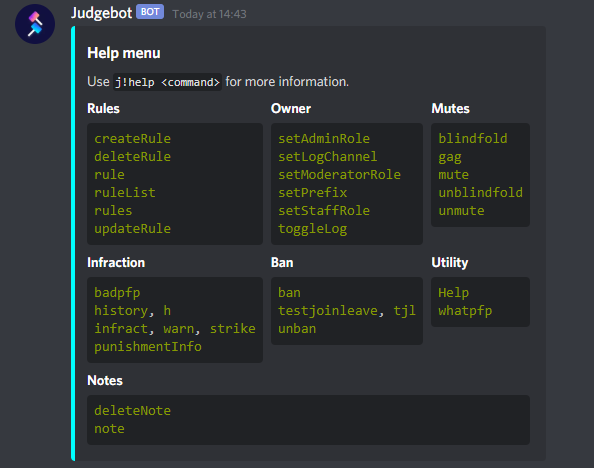 Judgebot BOT Today at 14:43
Help menu
Use j!help <command> for more information.
Rules
createRule
deleteRule
rule
ruleList
rules
updateRule
Owner
setAdminRole
setLogChannel
setModeratorRole
setPrefix
setStaffRole
toggleLog
Mutes
blindfold
gag
mute
unblindfold
unmute
Infraction
badpfp
history, h
infract, warn, strike
punishmentInfo
Ban
ban
testjoinleave, tjl
unban
Utility
Help
whatpfp
Notes
deleteNote
note